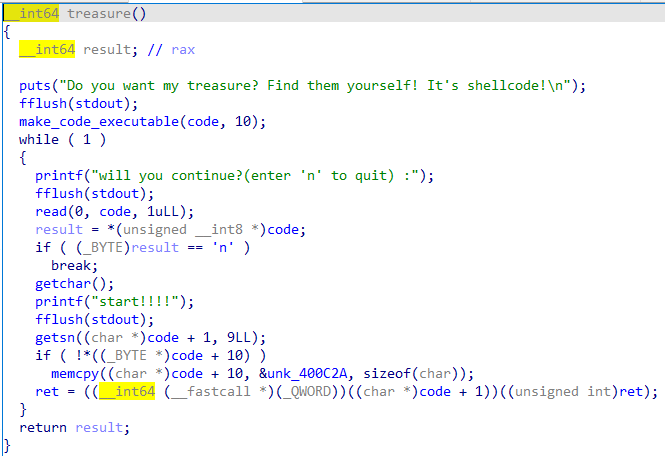 __int64 treasure()
{
  __int64 result; // rax

  puts("Do you want my treasure? Find them yourself! It's shellcode!\n");
  fflush(stdout);
  make_code_executable(code, 10);
  while ( 1 )
  {
    printf("will you continue?(enter 'n' to quit) :");
    fflush(stdout);
    read(0, code, 1uLL);
    result = *(unsigned __int8 *)code;
    if ( (_BYTE)result == 'n' )
      break;
    getchar();
    printf("start!!!!");
    fflush(stdout);
    getsn((char *)code + 1, 9LL);
    if ( !*((_BYTE *)code + 10) )
      memcpy((char *)code + 10, &unk_400C2A, sizeof(char));
    ret = ((__int64 (__fastcall *)(_QWORD))((char *)code + 1))((unsigned int)ret);
  }
  return result;
}